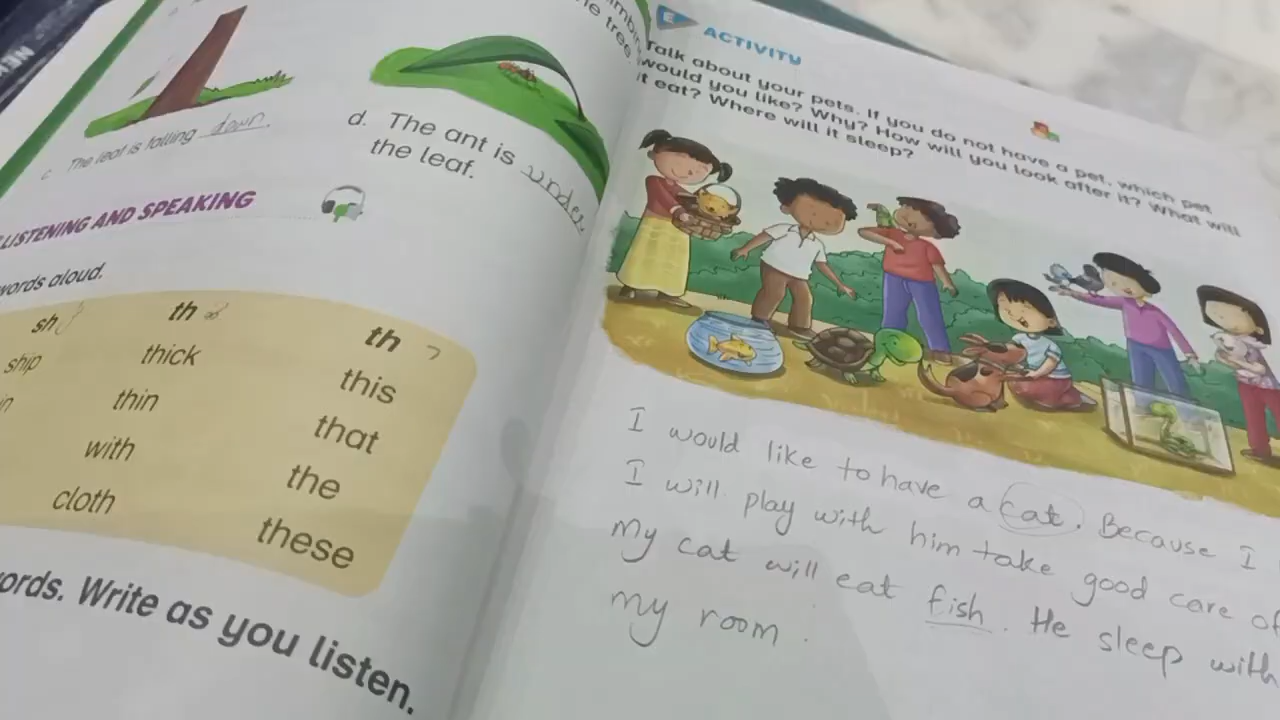 c. The leaf is falling down.
d. The ant is under
the leaf.
LISTENING AND SPEAKING
words aloud.
sh th th
ship thick this
thin that
with the
cloth these
Write as you listen.
E ACTIVITY
Talk about your pets. If you do not have a pet, which pet
would you like? Why? How will you look after it? What will
it eat? Where will it sleep?
I would like to have a cat. Because I
I will play with him take good care of
My cat will eat fish. He sleep with
my room.